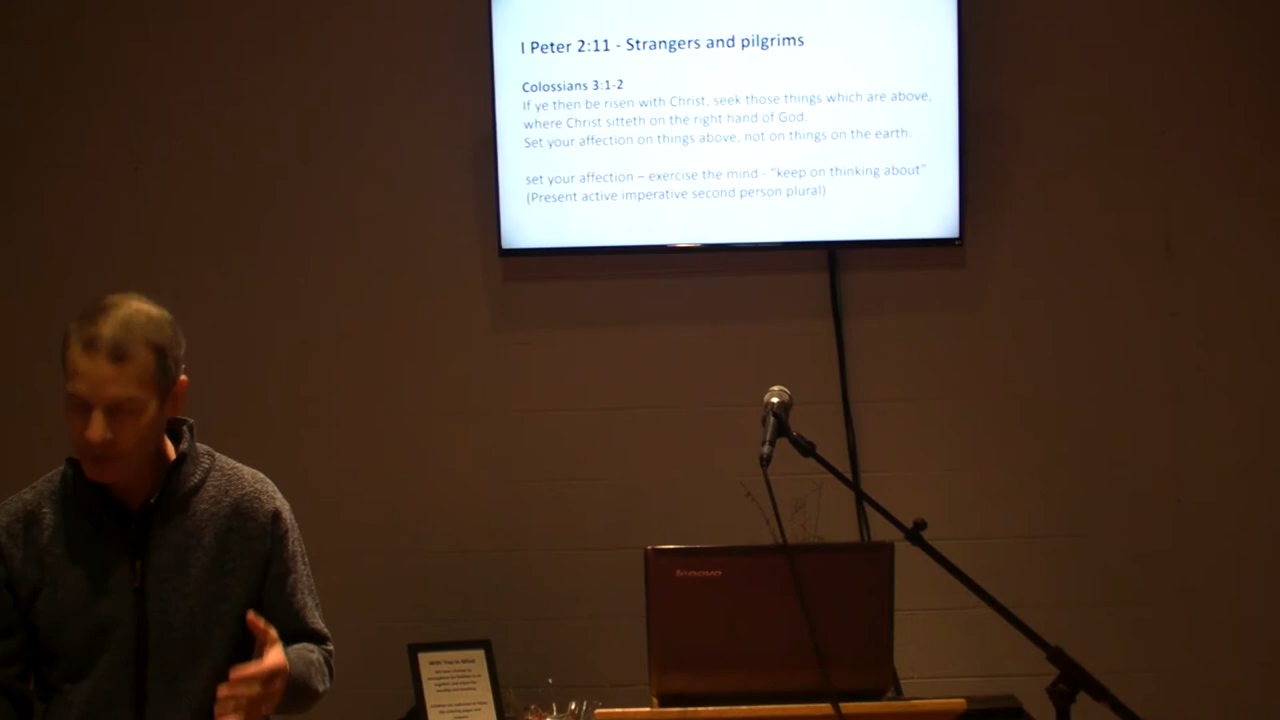 I Peter 2:11 - Strangers and pilgrims
Colossians 3:1-2
If ye then be risen with Christ, seek those things which are above,
where Christ sitteth on the right hand of God.
Set your affection on things above, not on things on the earth.
set your affection – exercise the mind - "keep on thinking about"
(Present active imperative second person plural)
lenovo